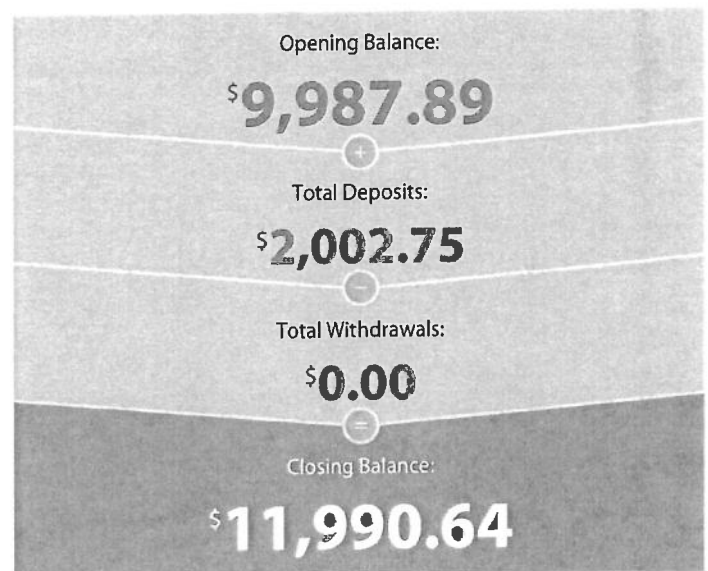 Opening Balance:
$9,987.89
+
Total Deposits:
$2,002.75
−
Total Withdrawals:
$0.00
=
Closing Balance:
$11,990.64